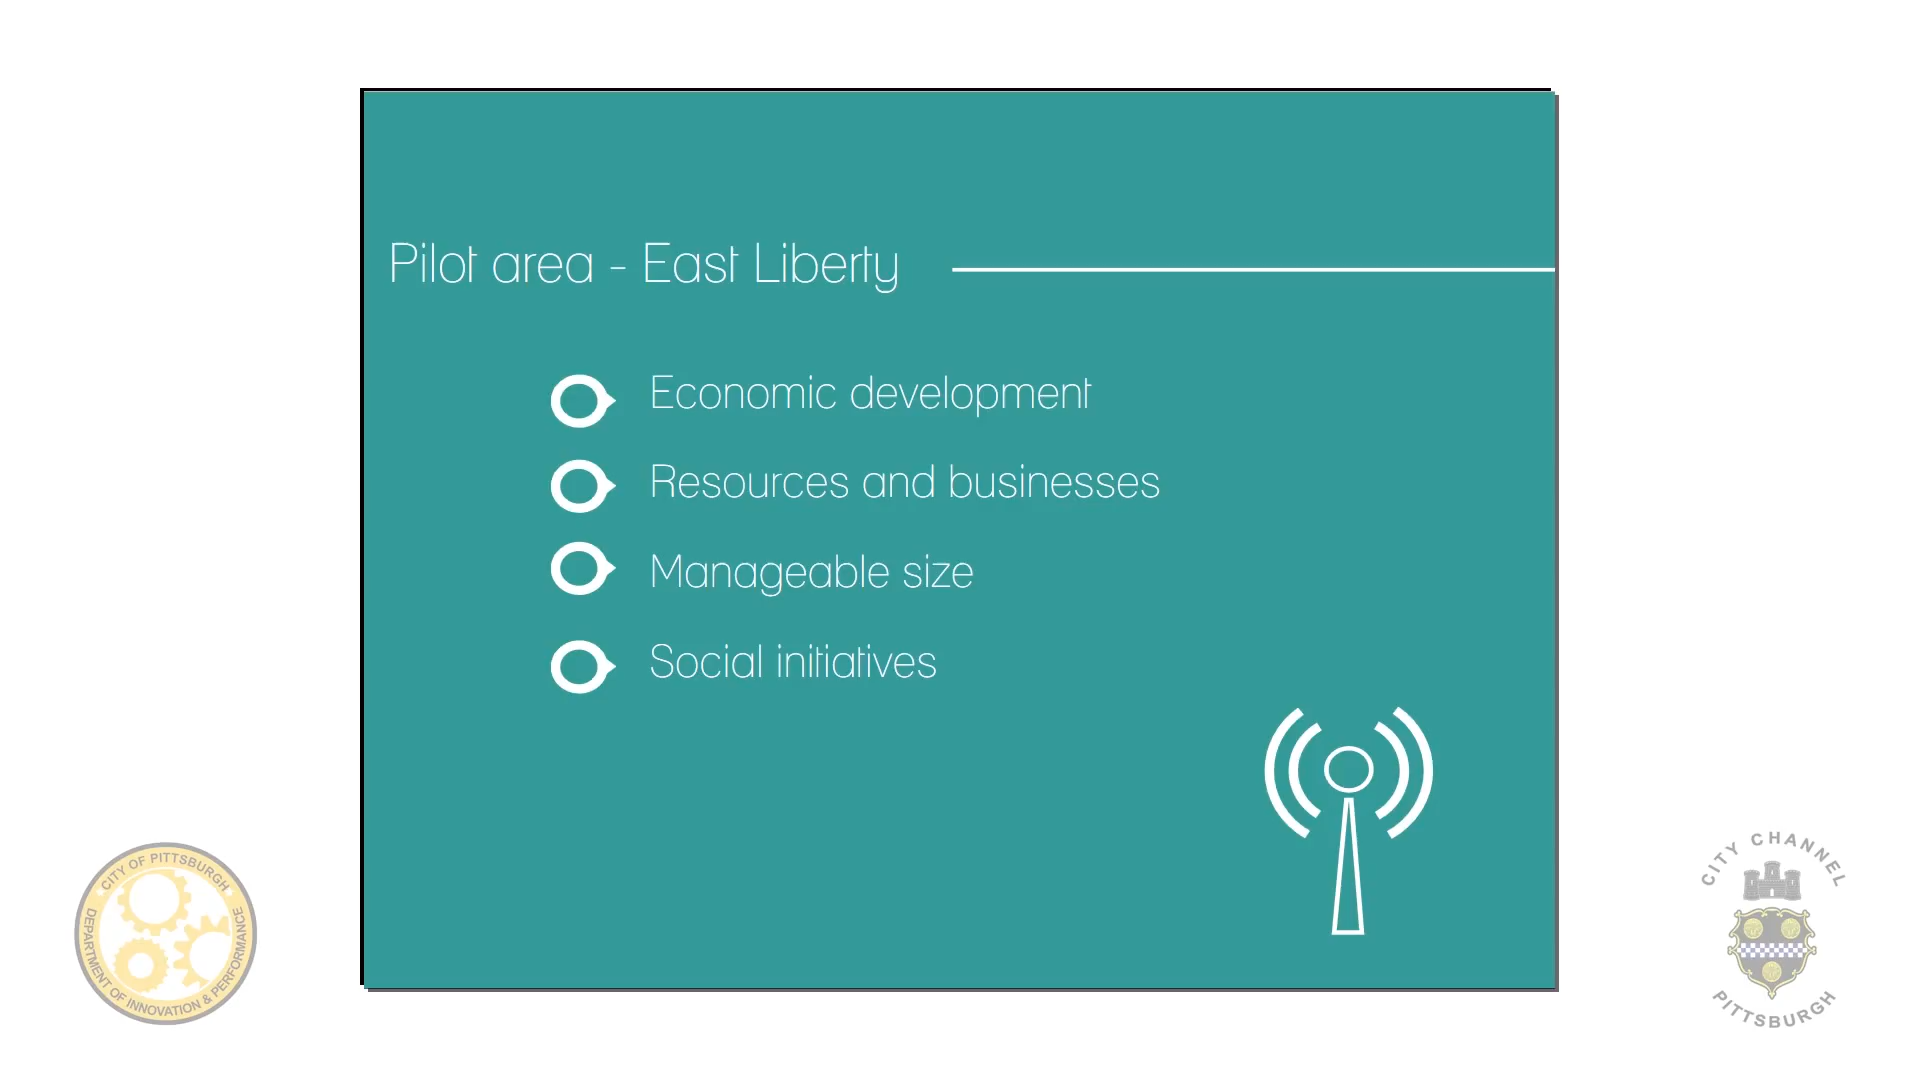 Pilot area - East Liberty
Economic development
Resources and businesses
Manageable size
Social initiatives
CITY OF PITTSBURGH
DEPARTMENT OF INNOVATION & PERFORMANCE
CITY CHANNEL
PITTSBURGH